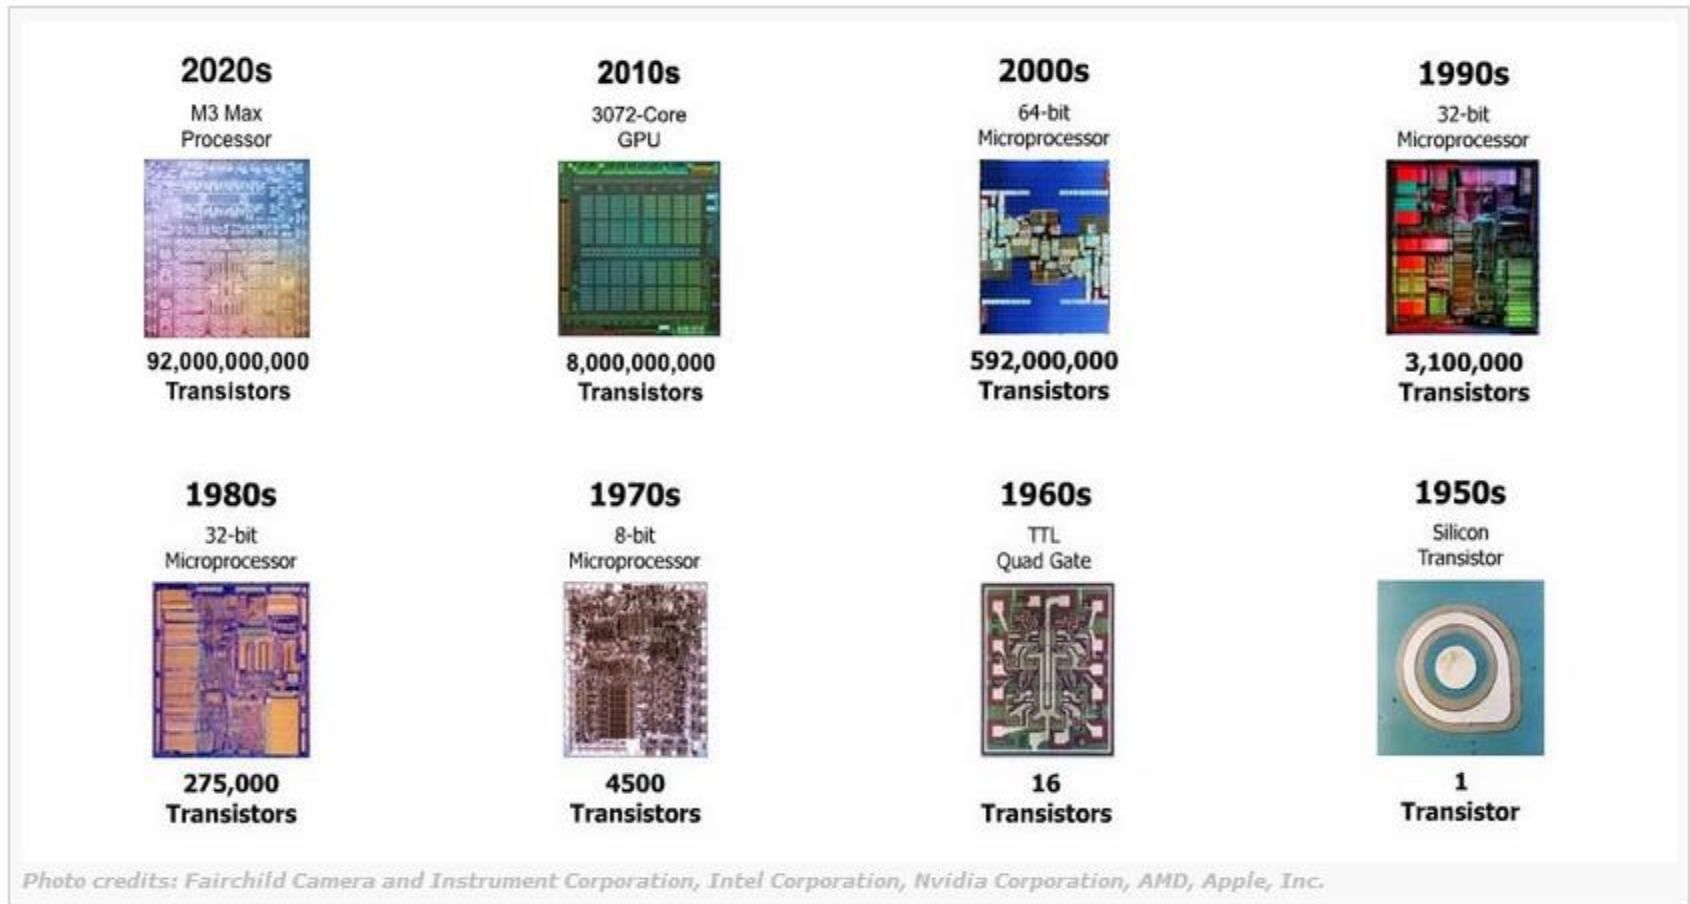 2020s
M3 Max
Processor
92,000,000,000
Transistors
2010s
3072-Core
GPU
8,000,000,000
Transistors
2000s
64-bit
Microprocessor
592,000,000
Transistors
1990s
32-bit
Microprocessor
3,100,000
Transistors
1980s
32-bit
Microprocessor
275,000
Transistors
1970s
8-bit
Microprocessor
4500
Transistors
1960s
TTL
Quad Gate
16
Transistors
1950s
Silicon
Transistor
1
Transistor
Photo credits: Fairchild Camera and Instrument Corporation, Intel Corporation, Nvidia Corporation, AMD, Apple, Inc.